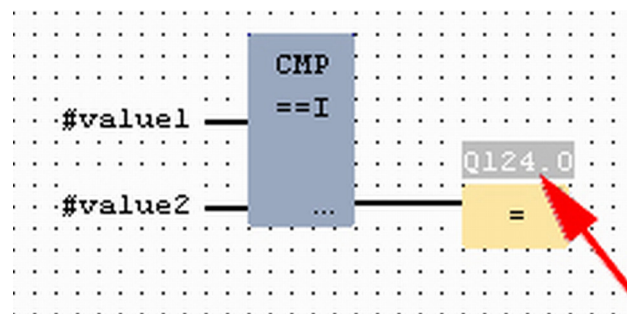 CMP
==I
#value1
Q124.0
#value2
...
=